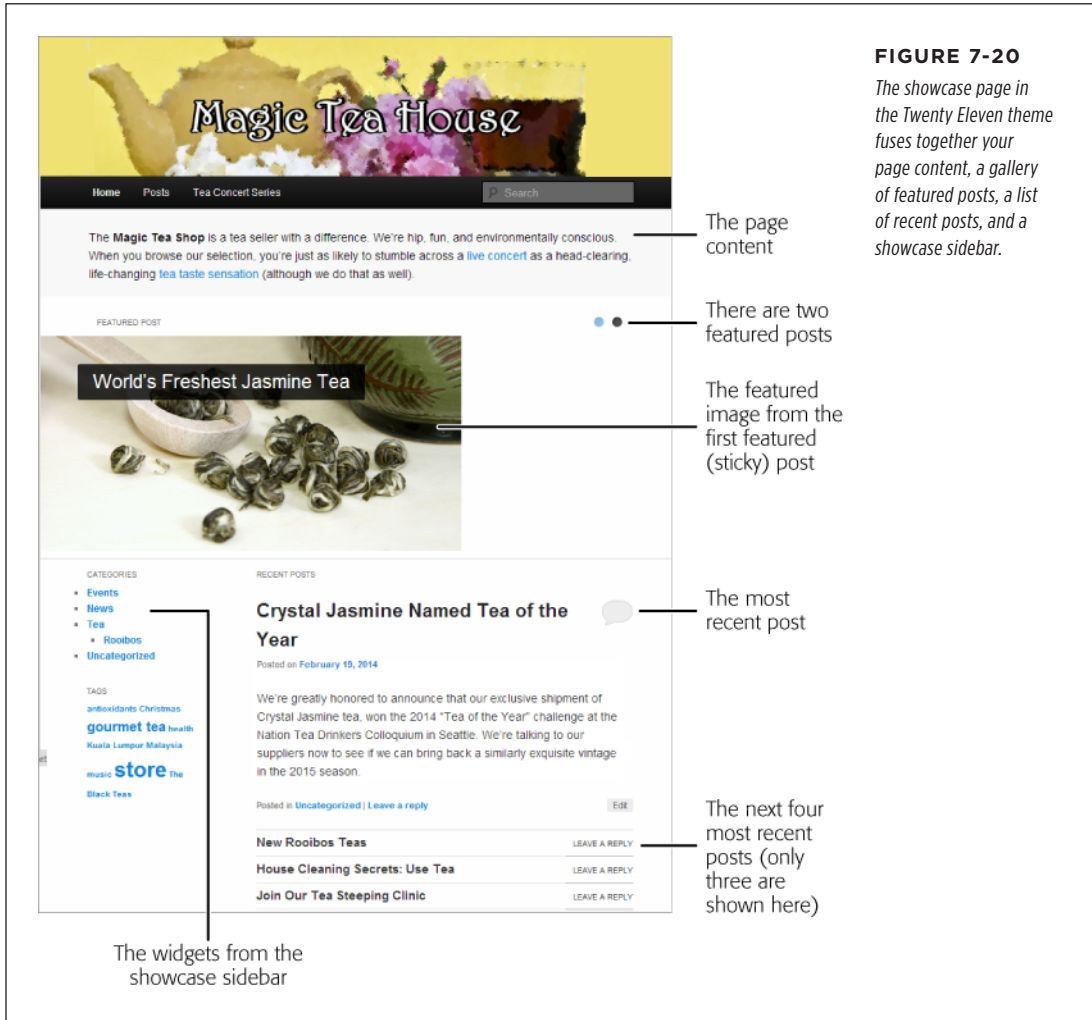 FIGURE 7-20
The showcase page in
the Twenty Eleven theme
fuses together your
page content, a gallery
of featured posts, a list
of recent posts, and a
showcase sidebar.
Magic Tea House
Home Posts Tea Concert Series Search
The Magic Tea Shop is a tea seller with a difference. We're hip, fun, and environmentally conscious.
When you browse our selection, you're just as likely to stumble across a live concert as a head-clearing,
life-changing tea taste sensation (although we do that as well).
The page
content
FEATURED POST
There are two
featured posts
World's Freshest Jasmine Tea
The featured
image from the
first featured
(sticky) post
CATEGORIES
Events
News
Tea
Rooibos
Uncategorized
TAGS
antioxidants Christmas
gourmet tea health
Kuala Lumpur Malaysia
music store The
Black Teas
et
RECENT POSTS
Crystal Jasmine Named Tea of the
Year
Posted on February 19, 2014
We're greatly honored to announce that our exclusive shipment of
Crystal Jasmine tea, won the 2014 "Tea of the Year" challenge at the
Nation Tea Drinkers Colloquium in Seattle. We're talking to our
suppliers now to see if we can bring back a similarly exquisite vintage
in the 2015 season.
Posted in Uncategorized | Leave a reply Edit
The most
recent post
New Rooibos Teas LEAVE A REPLY
House Cleaning Secrets: Use Tea LEAVE A REPLY
Join Our Tea Steeping Clinic LEAVE A REPLY
The next four
most recent
posts (only
three are
shown here)
The widgets from the
showcase sidebar